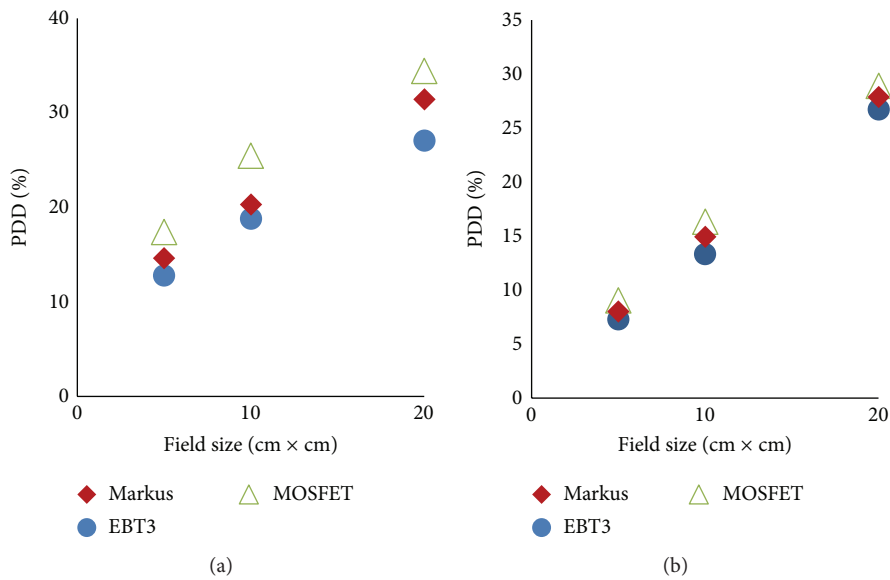 40
30
20
10
0
PDD (%)
0 10 20
Field size (cm × cm)
Markus MOSFET
EBT3
(a)
35
30
25
20
15
10
5
0
PDD (%)
0 10 20
Field size (cm × cm)
Markus MOSFET
EBT3
(b)